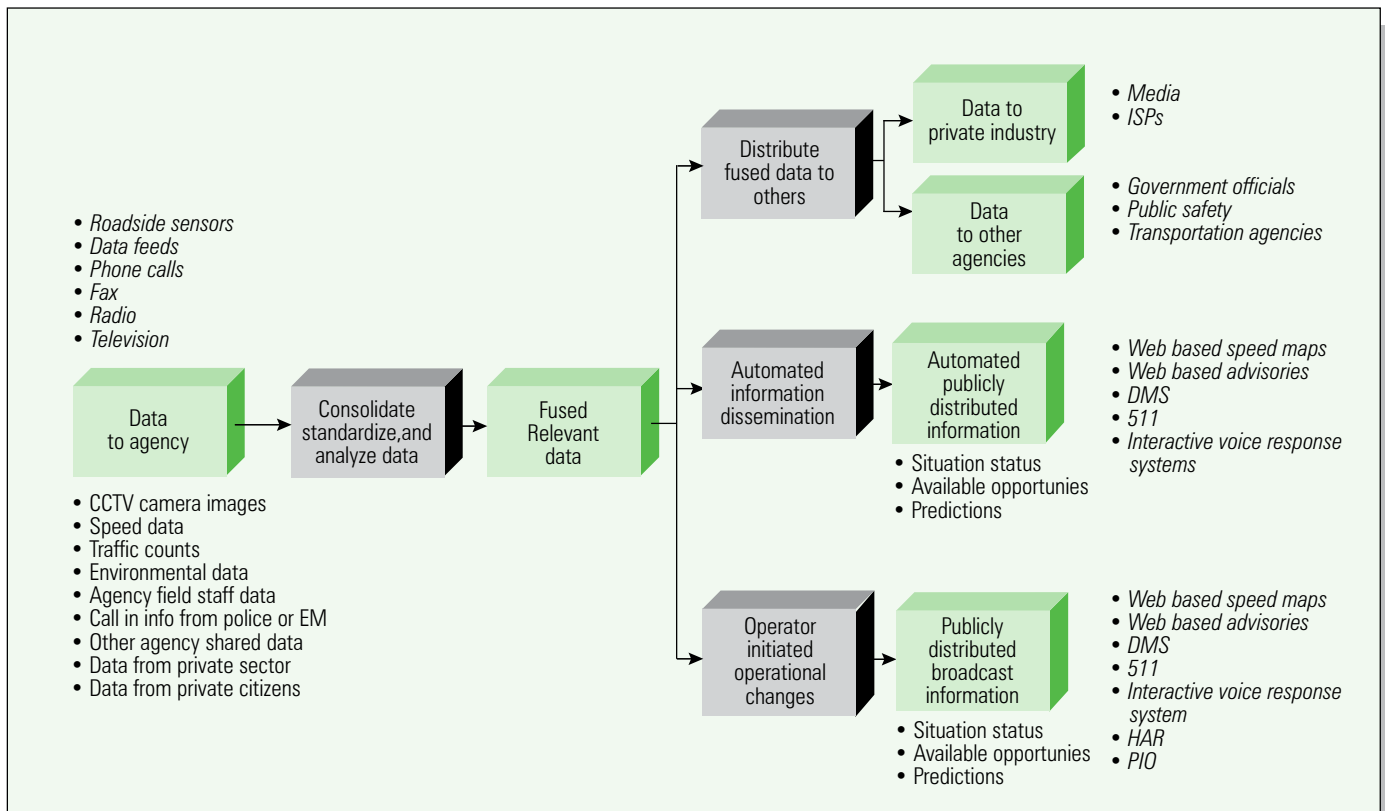 • Roadside sensors
• Data feeds
• Phone calls
• Fax
• Radio
• Television
Data
to agency
• CCTV camera images
• Speed data
• Traffic counts
• Environmental data
• Agency field staff data
• Call in info from police or EM
• Other agency shared data
• Data from private sector
• Data from private citizens
Consolidate
standardize,and
analyze data
Fused
Relevant
data
Distribute
fused data to
others
Data to
private industry
• Media
• ISPs
Data
to other
agencies
• Government officials
• Public safety
• Transportation agencies
Automated
information
dissemination
Automated
publicly
distributed
information
• Situation status
• Available opportunies
• Predictions
• Web based speed maps
• Web based advisories
• DMS
• 511
• Interactive voice response
systems
Operator
initiated
operational
changes
Publicly
distributed
broadcast
information
• Situation status
• Available opportunies
• Predictions
• Web based speed maps
• Web based advisories
• DMS
• 511
• Interactive voice response
system
• HAR
• PIO